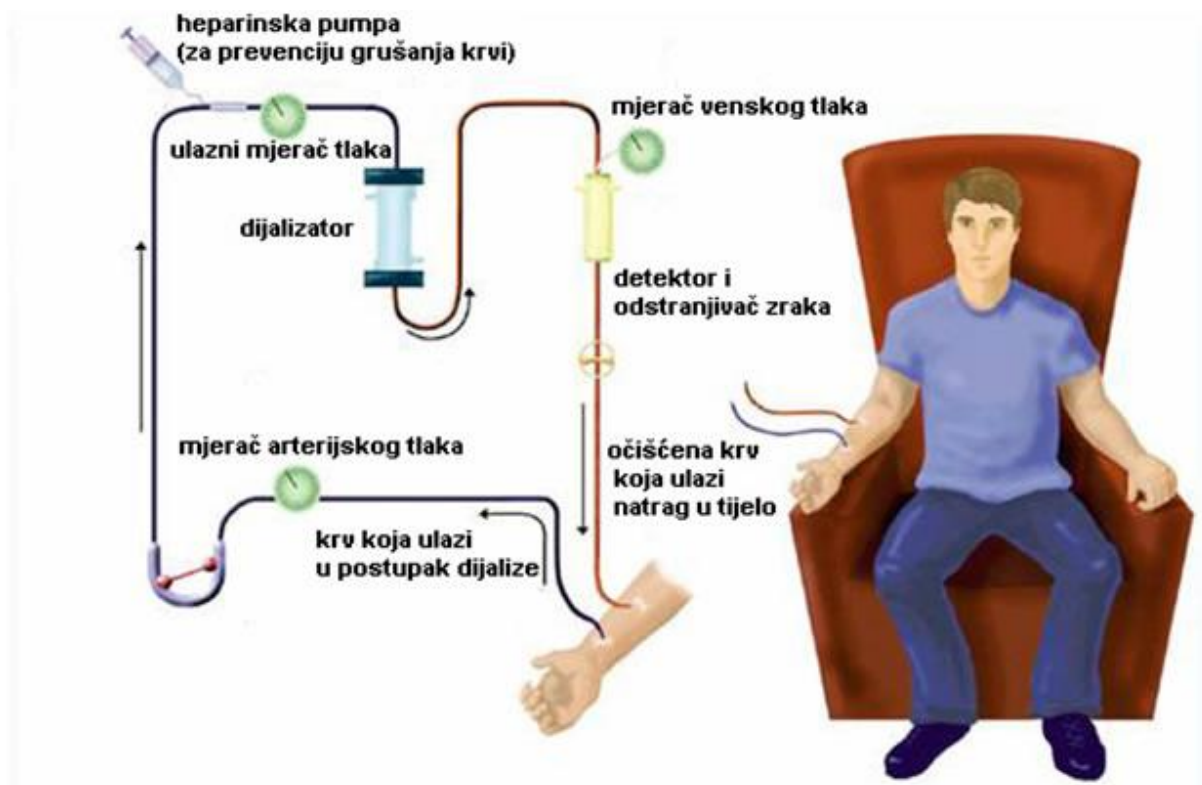 heparinska pumpa
(za prevenciju grušanja krvi)
mjerač venskog tlaka
ulazni mjerač tlaka
dijalizator
detektor i
odstranjivač zraka
mjerač arterijskog tlaka
očišćena krv
koja ulazi
natrag u tijelo
krv koja ulazi
u postupak dijalize